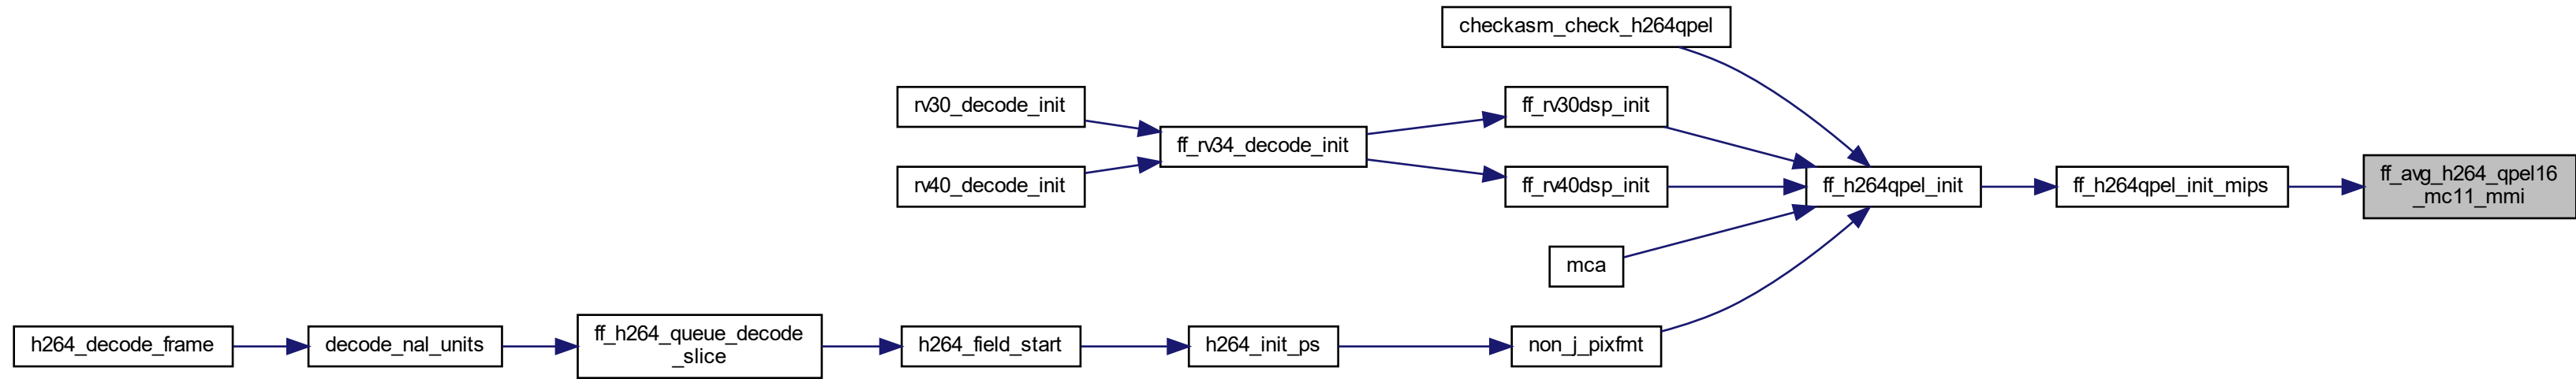 checkasm_check_h264qpel
rv30_decode_init
ff_rv30dsp_init
ff_rv34_decode_init
ff_avg_h264_qpel16
_mc11_mmi
rv40_decode_init
ff_rv40dsp_init
ff_h264qpel_init
ff_h264qpel_init_mips
mca
h264_decode_frame
decode_nal_units
ff_h264_queue_decode
_slice
h264_field_start
h264_init_ps
non_j_pixfmt